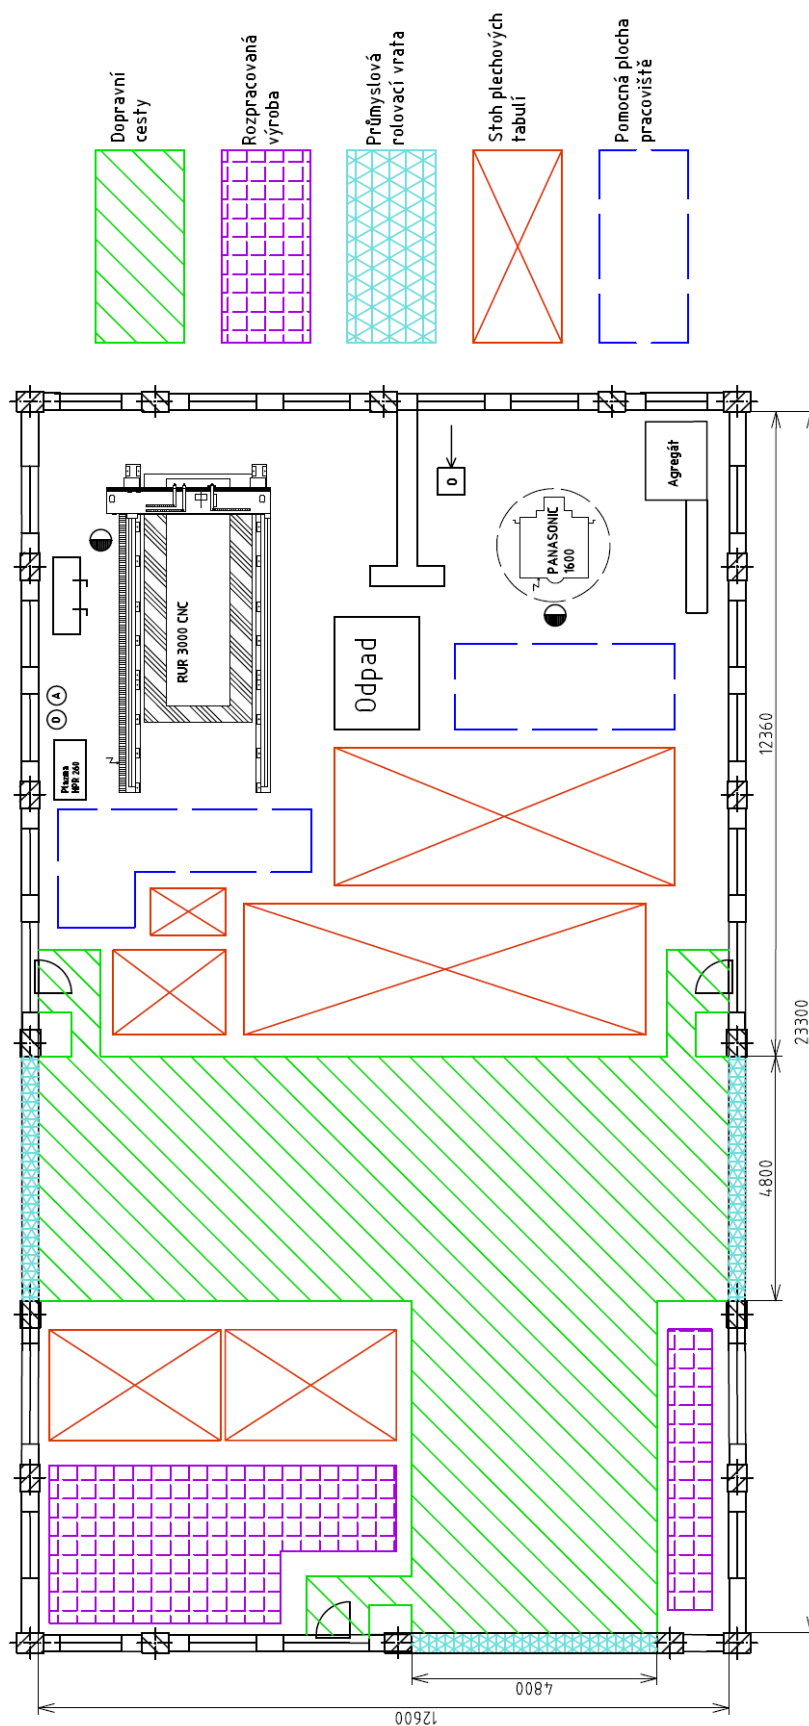 Dopravní
cesty
Rozpracovaná
výroba
Průmyslová
rolovací vrata
Stoh plechových
tabulí
Pomocná plocha
pracoviště
RUR 3000 CNC
D
PANASONIC
1600
Agregát
Odpad
D
A
Plazma
HPR 260
12360
23300
4800
4800
12600